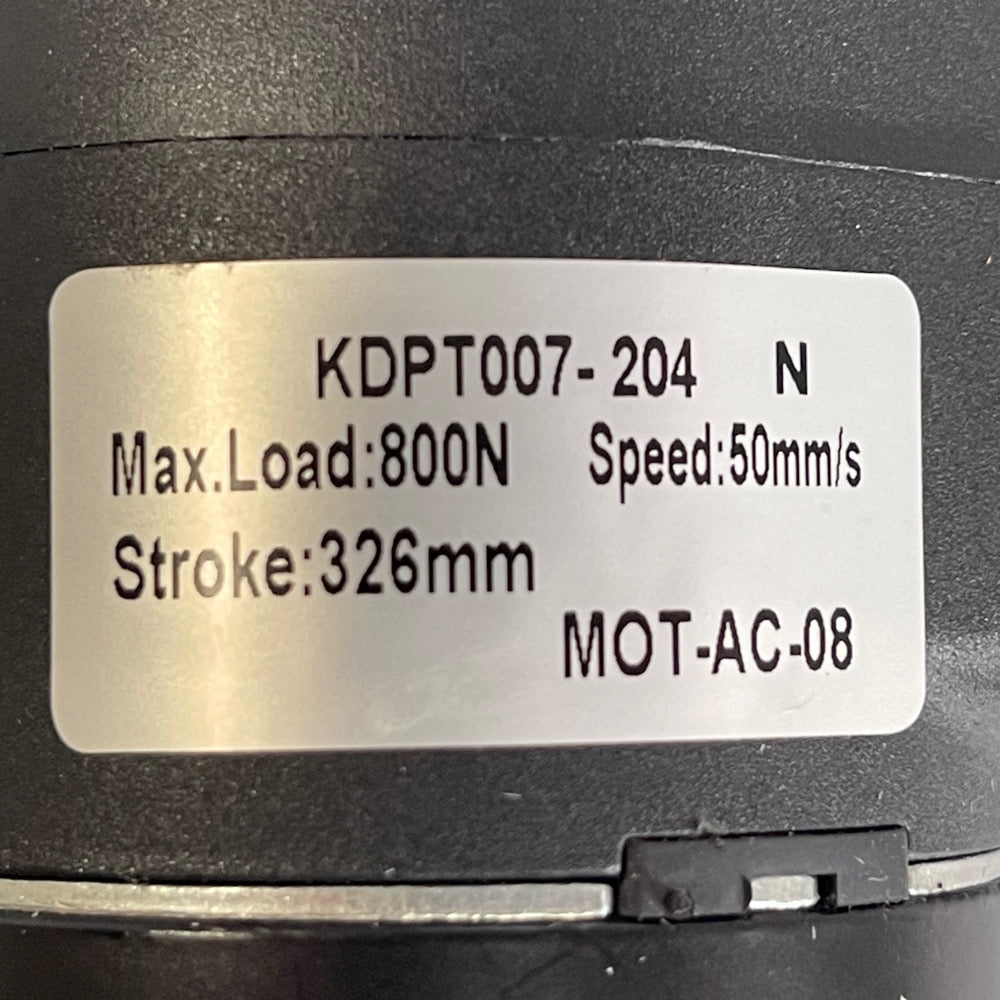 KDPT007- 204 N
Max.Load:800N Speed:50mm/s
Stroke:326mm
MOT-AC-08